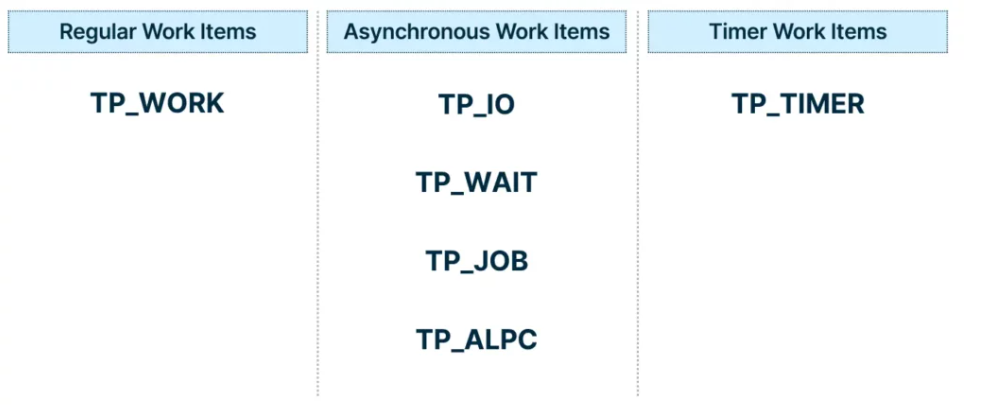 Regular Work Items
Asynchronous Work Items
Timer Work Items
TP_WORK
TP_IO
TP_TIMER
TP_WAIT
TP_JOB
TP_ALPC